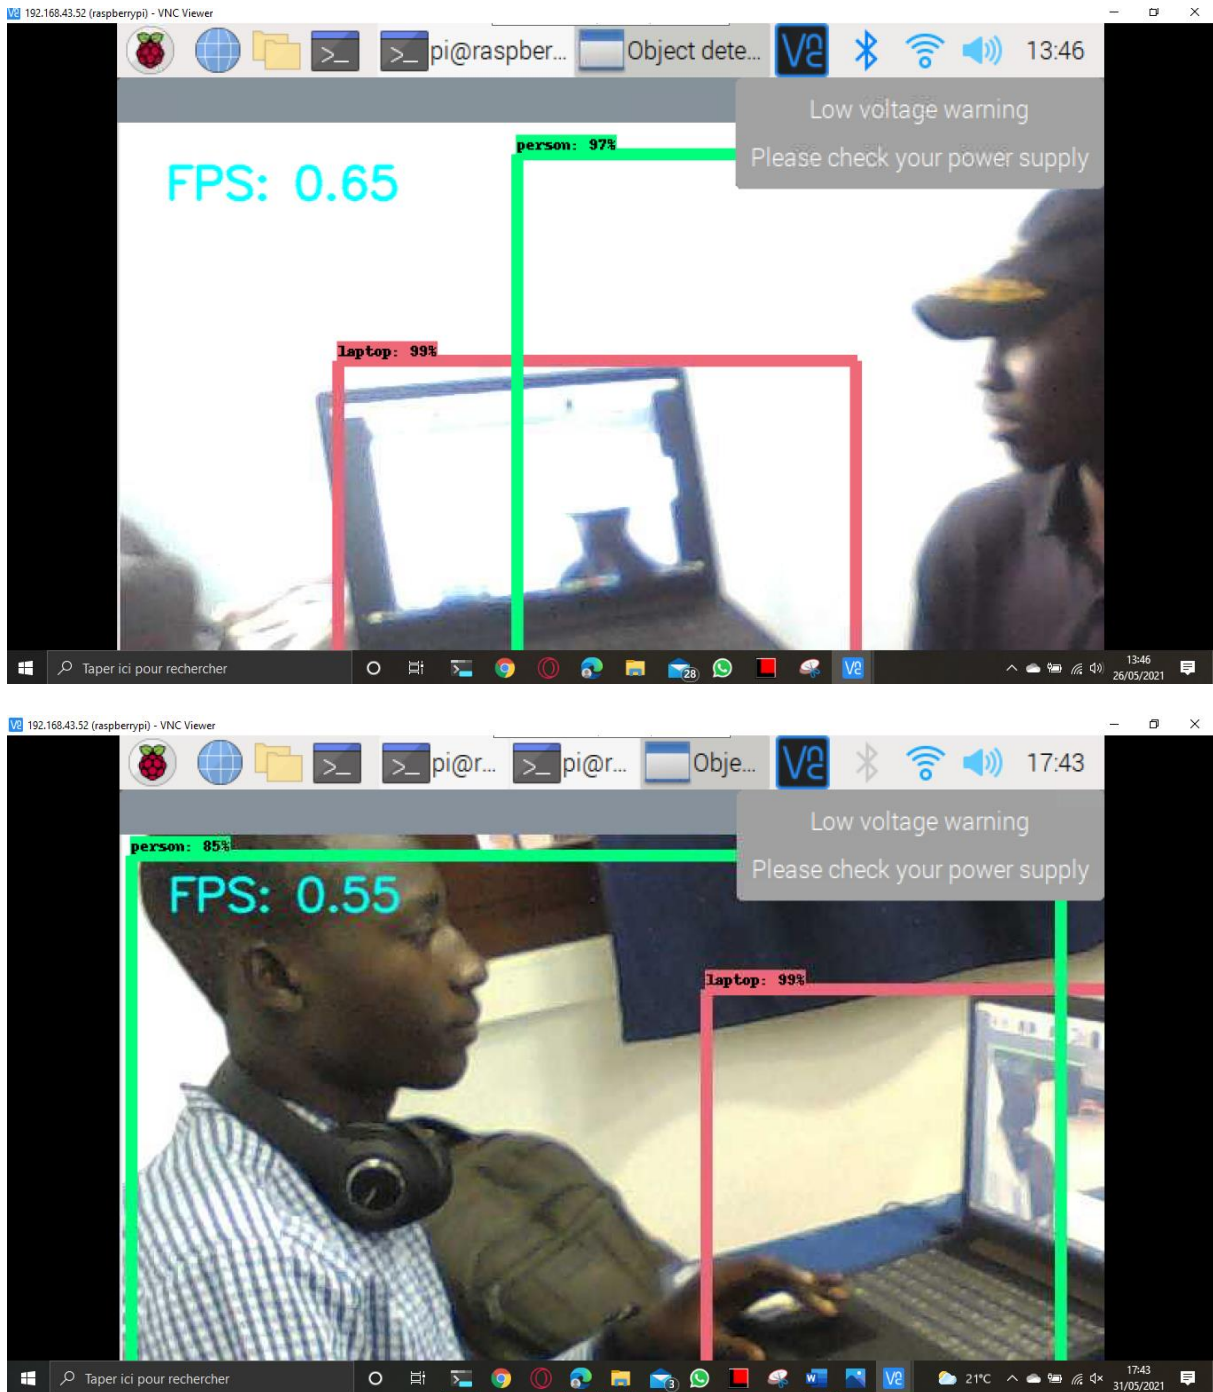 192.168.43.52 (raspberrypi) - VNC Viewer
pi@raspber... Object dete... 13:46
Low voltage warning
Please check your power supply
person: 97%
FPS: 0.65
laptop: 99%
Taper ici pour rechercher 28 13:46
26/05/2021
192.168.43.52 (raspberrypi) - VNC Viewer
pi@r... pi@r... Obje... 17:43
Low voltage warning
Please check your power supply
person: 85%
FPS: 0.55
laptop: 99%
Taper ici pour rechercher 3 21°C 17:43
31/05/2021